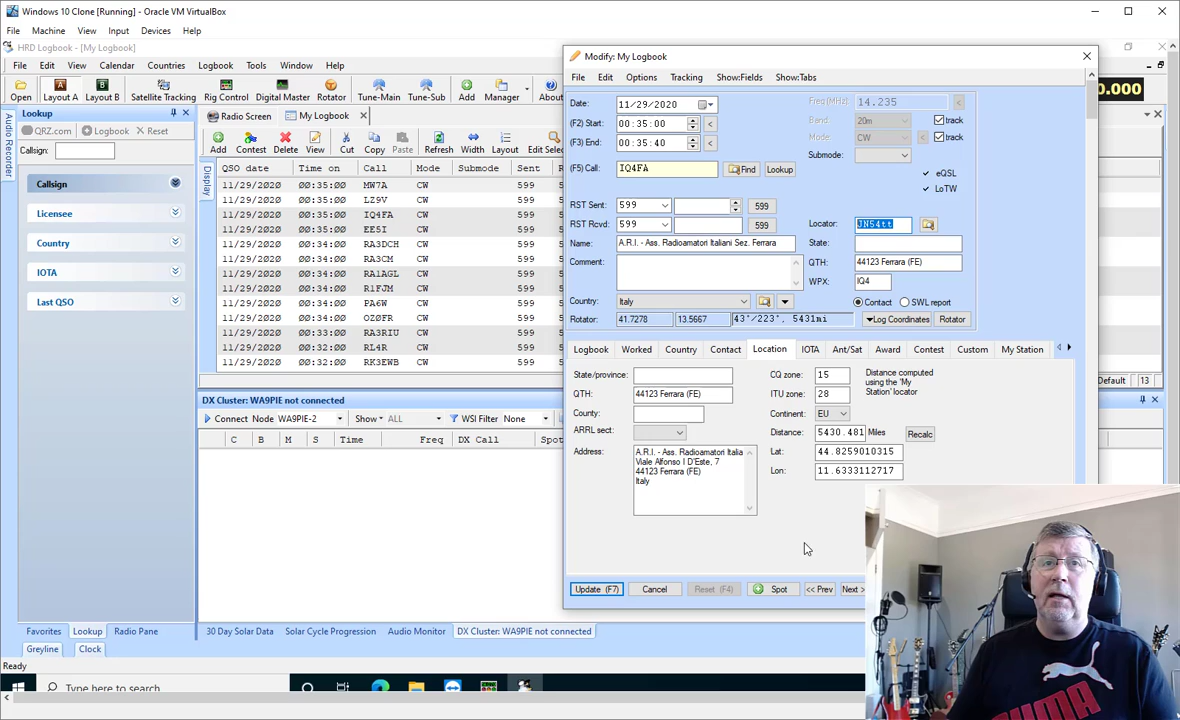 Windows 10 Clone [Running] - Oracle VM VirtualBox
File Machine View Input Devices Help
HRD Logbook - [My Logbook]
File Edit View Calendar Countries Logbook Tools Window Help
Open Layout A Layout B Satellite Tracking Rig Control Digital Master Rotator Tune-Main Tune-Sub Add Manager Abou
0.000
Audio Recorder
Lookup
QRZ.com Logbook Reset
Callsign:
Callsign
Licensee
Country
IOTA
Last QSO
Favorites Lookup Radio Pane
Greyline Clock
Ready
Radio Screen My Logbook
Add Contest Delete View Cut Copy Paste Refresh Width Layout Edit Selec
Display
QSO date Time on Call Mode Submode Sent
11/29/2020 00:35:00 MW7A CW 599
11/29/2020 00:35:00 LZ9V CW 599
11/29/2020 00:35:00 IQ4FA CW 599
11/29/2020 00:35:00 EE5I CW 599
11/29/2020 00:34:00 RA3DCH CW 599
11/29/2020 00:34:00 RA3CM CW 599
11/29/2020 00:34:00 RA1AGL CW 599
11/29/2020 00:34:00 R1FJM CW 599
11/29/2020 00:34:00 PA6W CW 599
11/29/2020 00:34:00 OZ0FR CW 599
11/29/2020 00:33:00 RA3RIU CW 599
11/29/2020 00:32:00 RL4R CW 599
11/29/2020 00:32:00 RK3EWB CW 599
Default 13
DX Cluster: WA9PIE not connected
Connect Node WA9PIE-2 Show ALL WSI Filter None
C B M S Time Freq DX Call Spot
30 Day Solar Data Solar Cycle Progression Audio Monitor DX Cluster: WA9PIE not connected
Type here to search
Modify: My Logbook
File Edit Options Tracking Show:Fields Show:Tabs
Date: 11/29/2020
(F2) Start: 00:35:00 <
(F3) End: 00:35:40 <
(F5) Call: IQ4FA Find Lookup
Freq (MHz) 14.235 <
Band: 20m track
Mode: CW < track
Submode:
eQSL
LoTW
RST Sent: 599 599
RST Rcvd: 599 599
Name: A.R.I. - Ass. Radioamatori Italiani Sez. Ferrara
Comment:
Locator: JN54tt
State:
QTH: 44123 Ferrara (FE)
WPX: IQ4
Country: Italy
Contact SWL report
Rotator: 41.7278 13.5667 43°/223°, 5431mi Log Coordinates Rotator
Logbook Worked Country Contact Location IOTA Ant/Sat Award Contest Custom My Station
State/province:
QTH: 44123 Ferrara (FE)
County:
ARRL sect:
Address:
A.R.I. - Ass. Radioamatori Italia
Viale Alfonso I D'Este, 7
44123 Ferrara (FE)
Italy
CQ zone: 15
ITU zone: 28
Continent: EU
Distance: 5430.481 Miles Recalc
Lat: 44.8259010315
Lon: 11.6333112717
Distance computed
using the 'My
Station' locator
Update (F7) Cancel Reset (F4) Spot << Prev Next >
PUMA